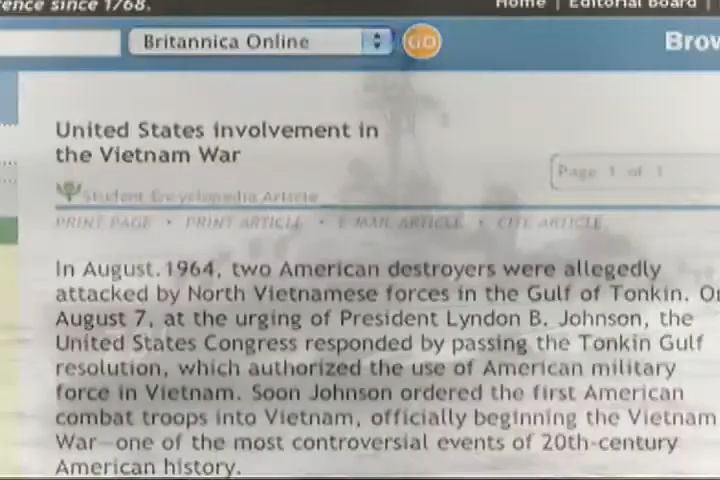 ence since 1768.
Home | Editorial Board |
Britannica Online
GO
Brow
United States involvement in
the Vietnam War
Page 1 of 1
Student Encyclopedia Article
PRINT PAGE • PRINT ARTICLE • E-MAIL ARTICLE • CITE ARTICLE
In August.1964, two American destroyers were allegedly
attacked by North Vietnamese forces in the Gulf of Tonkin. On
August 7, at the urging of President Lyndon B. Johnson, the
United States Congress responded by passing the Tonkin Gulf
resolution, which authorized the use of American military
force in Vietnam. Soon Johnson ordered the first American
combat troops into Vietnam, officially beginning the Vietnam
War—one of the most controversial events of 20th-century
American history.